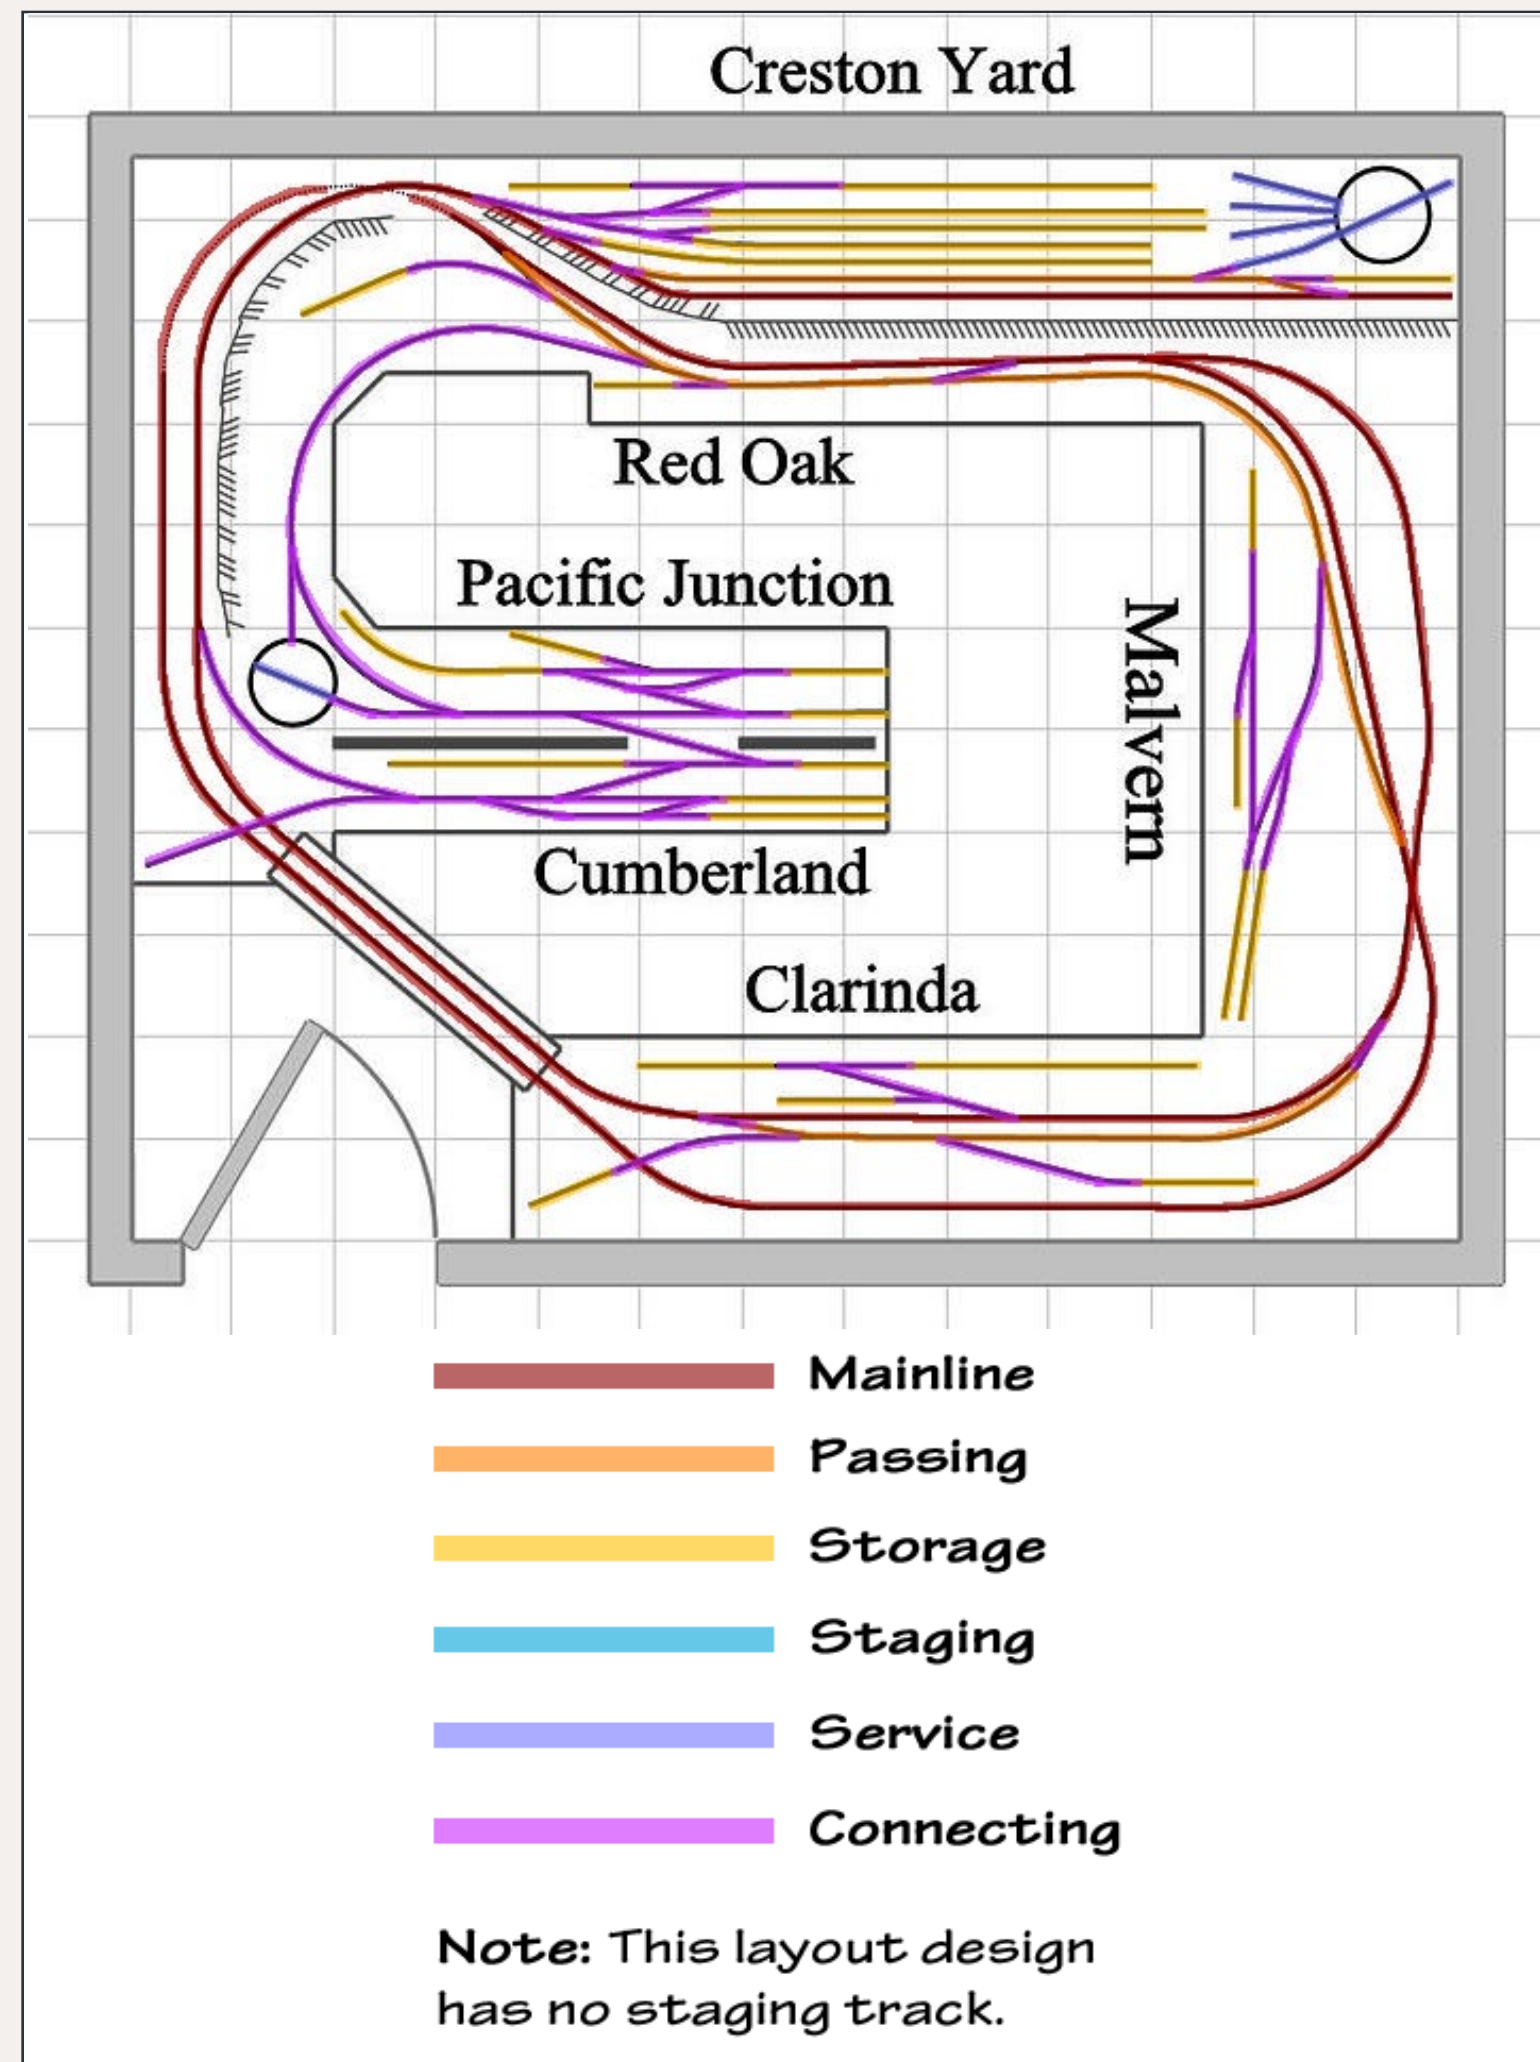 Creston Yard
Red Oak
Pacific Junction
Malvern
Cumberland
Clarinda
Mainline
Passing
Storage
Staging
Service
Connecting
Note: This layout design
has no staging track.